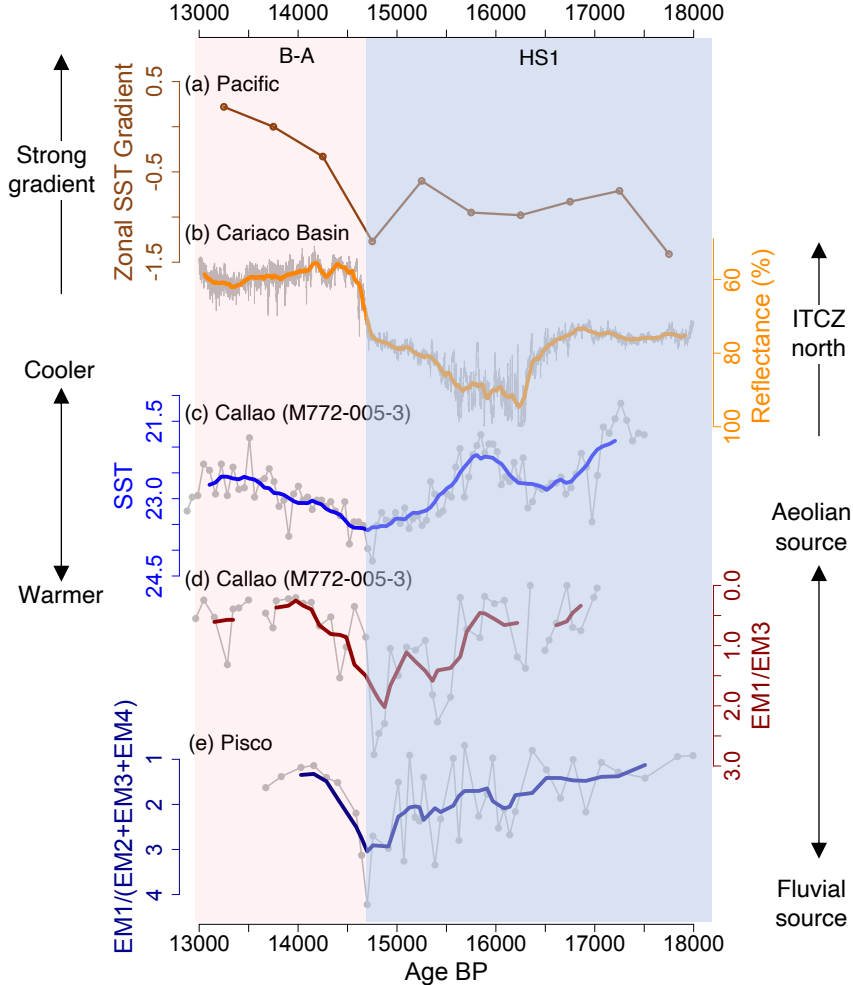 13000 14000 15000 16000 17000 18000
B-A HS1
(a) Pacific
0.5
-0.5
-1.5
Zonal SST Gradient
Strong
gradient
(b) Cariaco Basin
60
80
100
Reflectance (%)
ITCZ
north
Cooler
(c) Callao (M772-005-3)
21.5
23.0
24.5
SST
Warmer
Aeolian
source
(d) Callao (M772-005-3)
0.0
1.0
2.0
3.0
EM1/EM3
(e) Pisco
1
2
3
4
EM1/(EM2+EM3+EM4)
Fluvial
source
13000 14000 15000 16000 17000 18000
Age BP